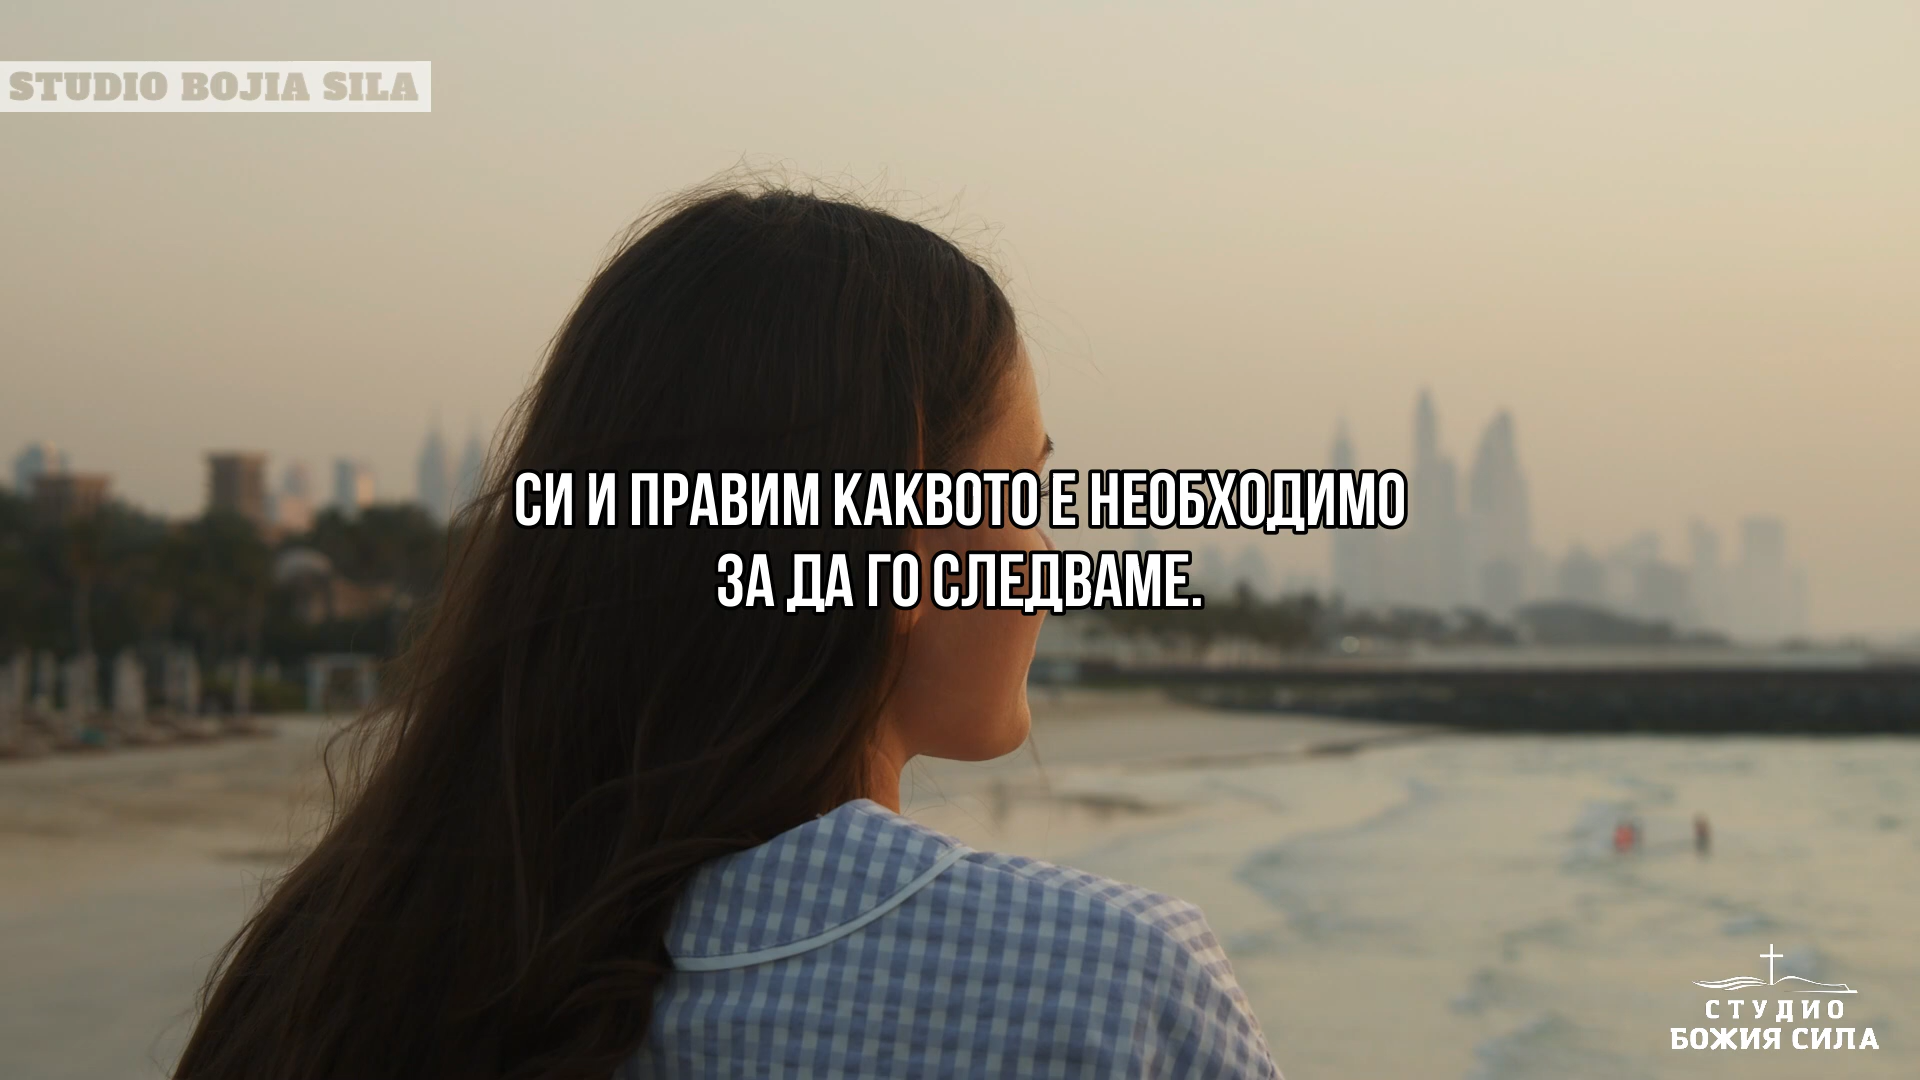 STUDIO BOJIA SILA
СИ И ПРАВИМ КАКВОТО Е НЕОБХОДИМО
ЗА ДА ГО СЛЕДВАМЕ.
СТУДИО
БОЖИЯ СИЛА